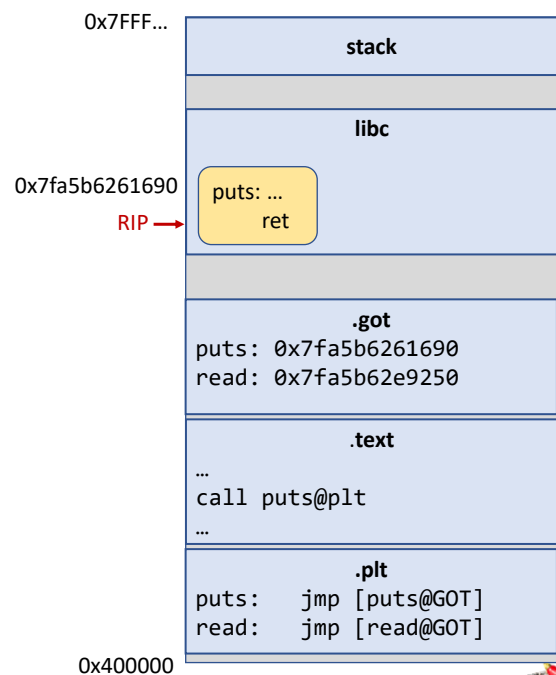 0x7FFF…
stack
libc
0x7fa5b6261690
puts: …
RIP
ret
.got
puts: 0x7fa5b6261690
read: 0x7fa5b62e9250
.text
…
call puts@plt
…
.plt
puts: jmp [puts@GOT]
read: jmp [read@GOT]
0x400000